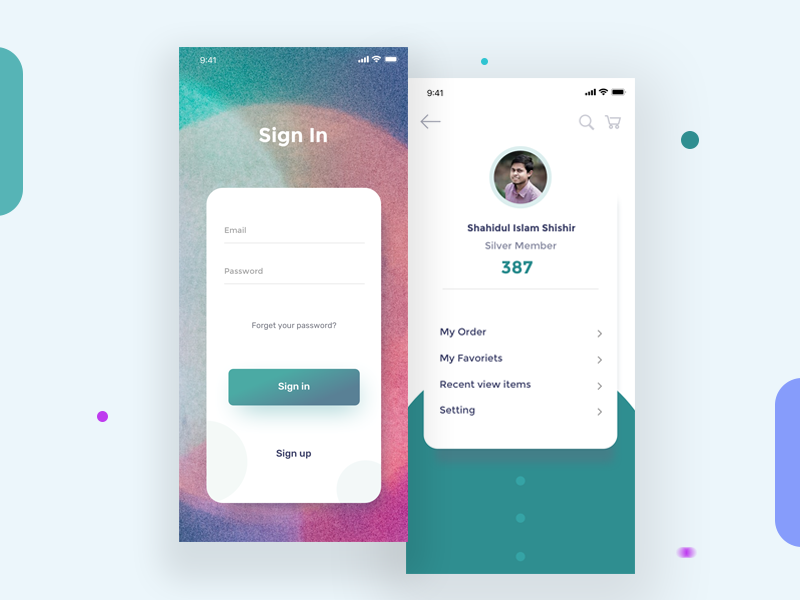 9:41
Sign In
Email
Password
Forget your password?
Sign in
Sign up
9:41
Shahidul Islam Shishir
Silver Member
387
My Order
My Favoriets
Recent view items
Setting